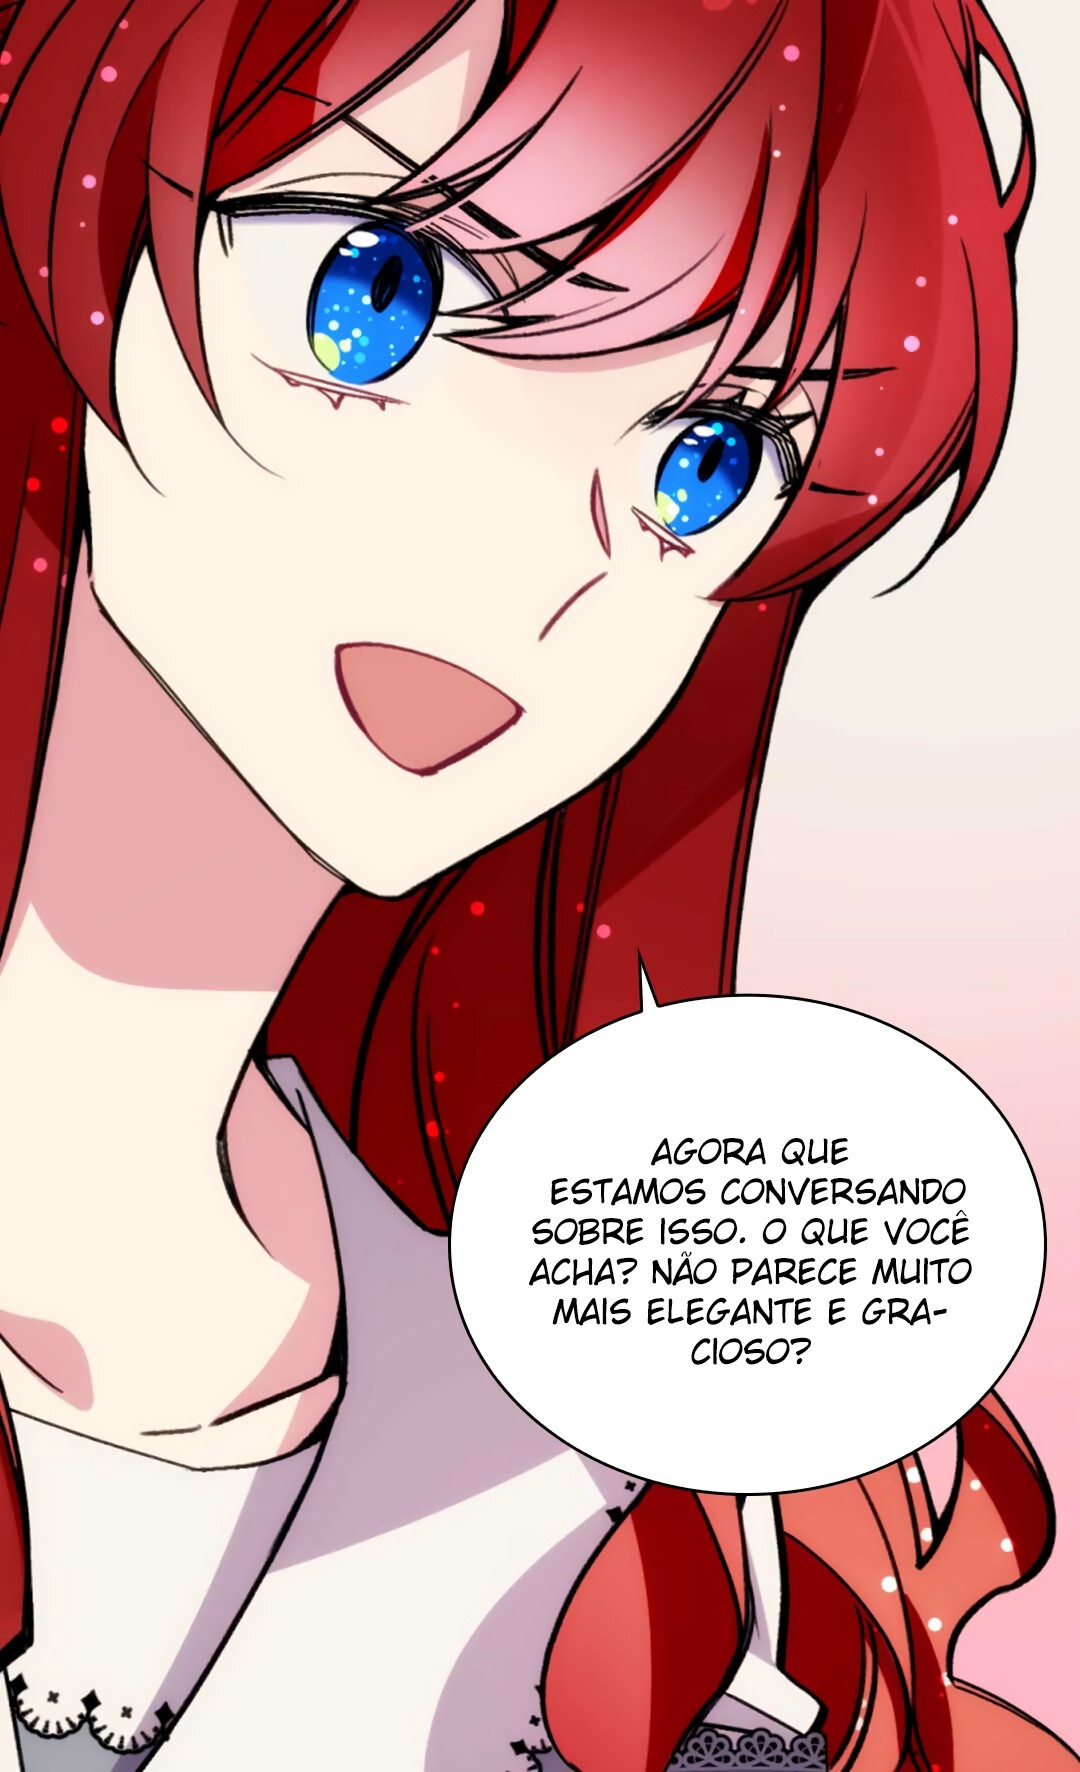 AGORA QUE
ESTAMOS CONVERSANDO
SOBRE ISSO. O QUE VOCÊ
ACHA? NÃO PARECE MUITO
MAIS ELEGANTE E GRA-
CIOSO?